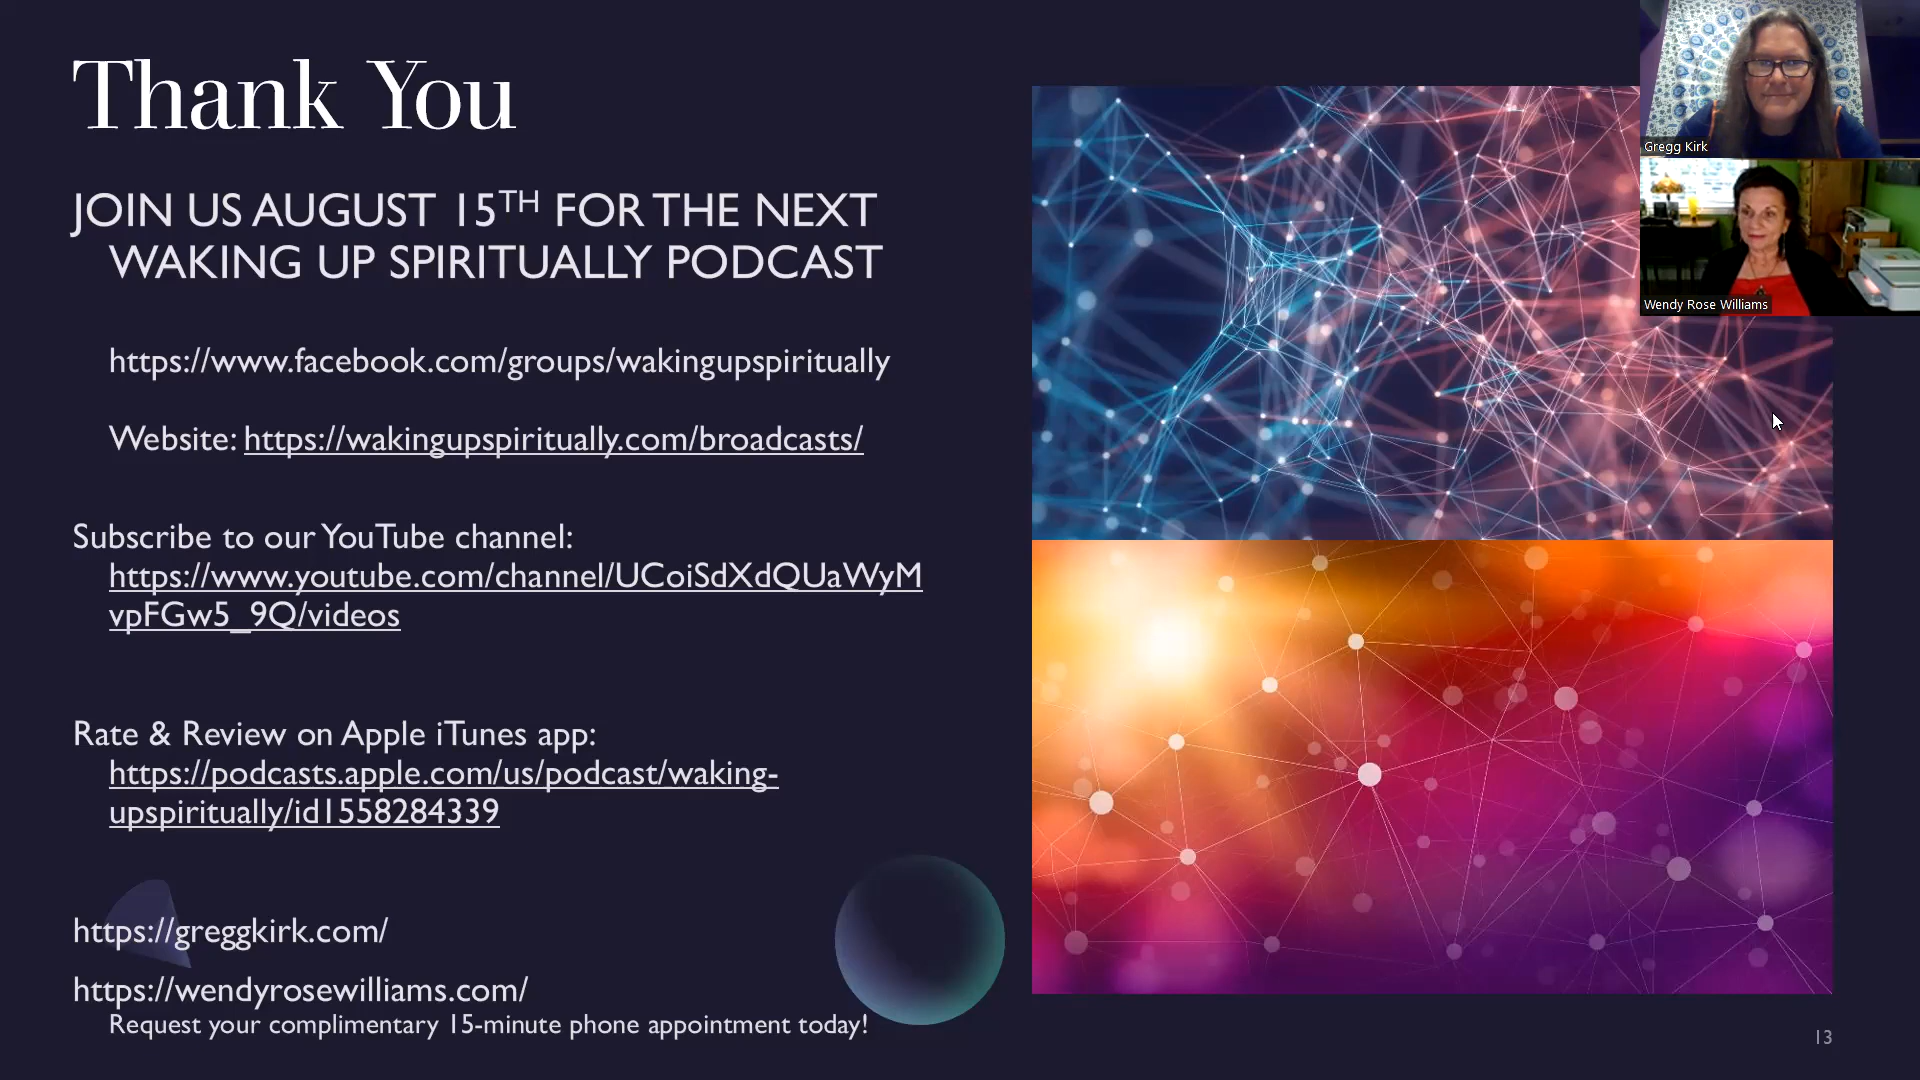 Thank You
JOIN US AUGUST 15TH FOR THE NEXT
WAKING UP SPIRITUALLY PODCAST
https://www.facebook.com/groups/wakingupspiritually
Website: https://wakingupspiritually.com/broadcasts/
Subscribe to our YouTube channel:
https://www.youtube.com/channel/UCoiSdXdQUaWyM
vpFGw5_9Q/videos
Rate & Review on Apple iTunes app:
https://podcasts.apple.com/us/podcast/waking-
upspiritually/id1558284339
https://greggkirk.com/
https://wendyrosewilliams.com/
Request your complimentary 15-minute phone appointment today!
Gregg Kirk
Wendy Rose Williams
13